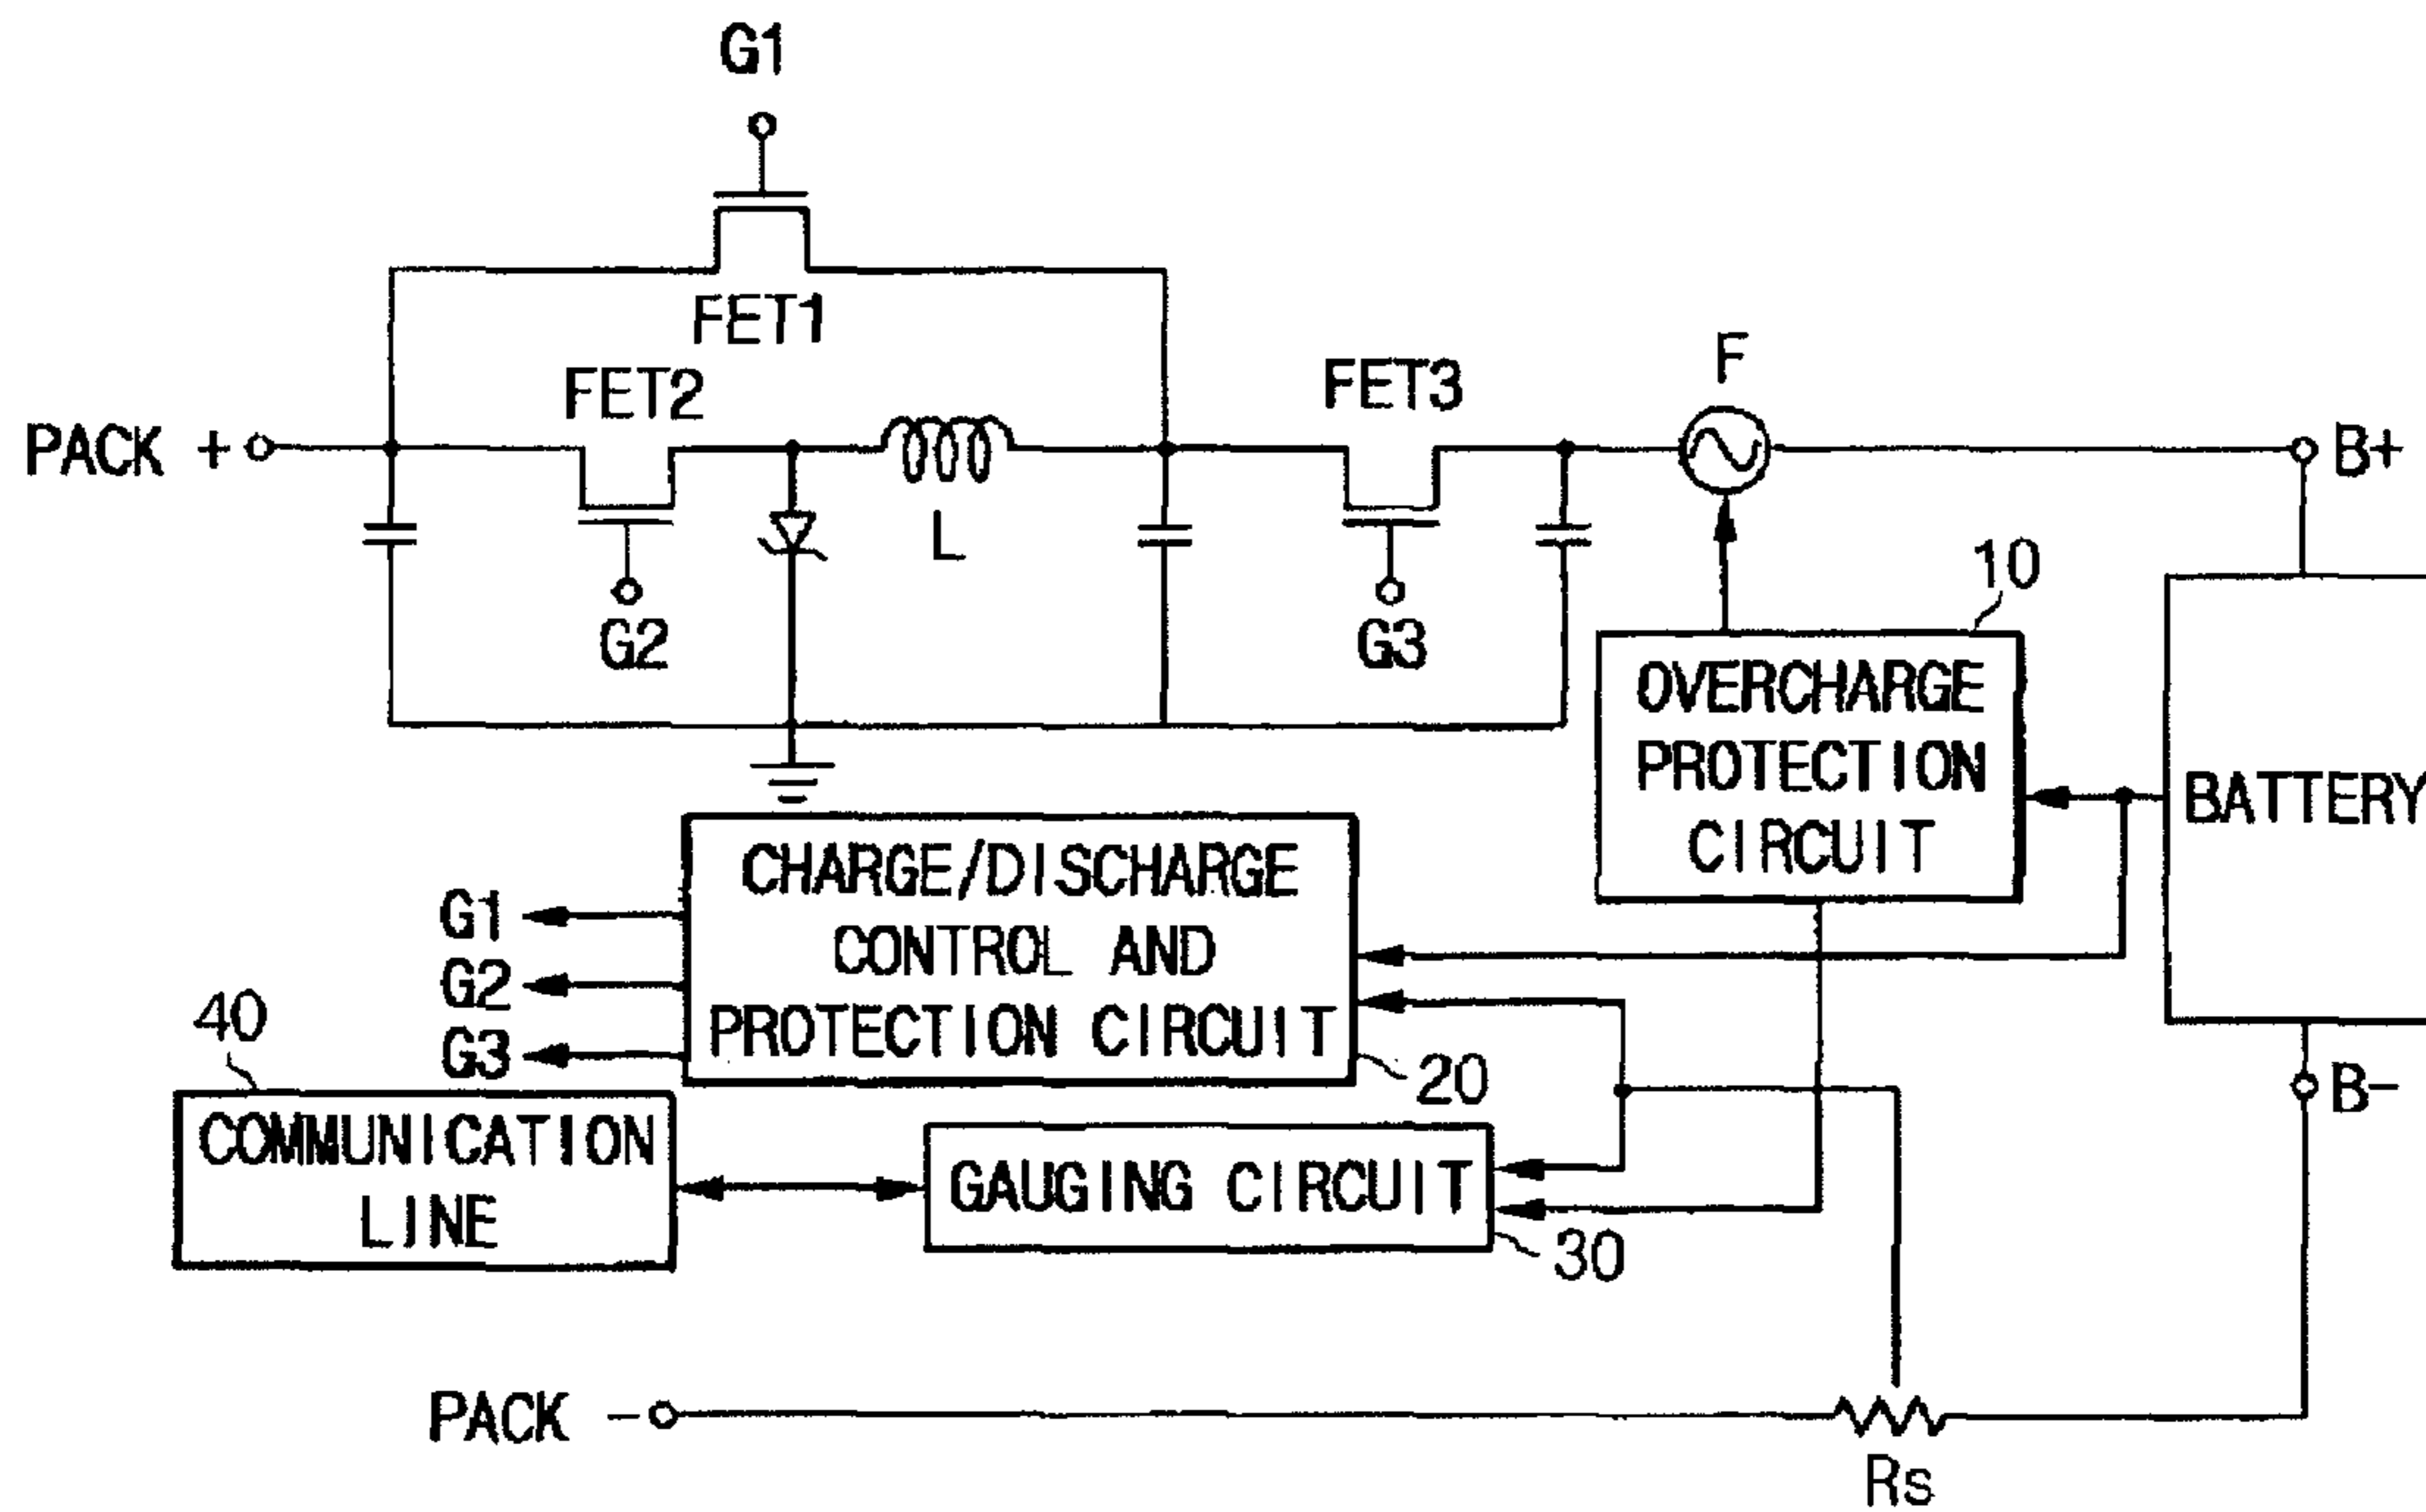 G1
FET1
FET2
FET3
F
PACK +
B+
L
10
G2
G3
OVERCHARGE
PROTECTION
CIRCUIT
BATTERY
CHARGE/DISCHARGE
CONTROL AND
PROTECTION CIRCUIT
G1
G2
G3
40
20
B-
COMMUNICATION
LINE
GAUGING CIRCUIT
30
PACK -
Rs